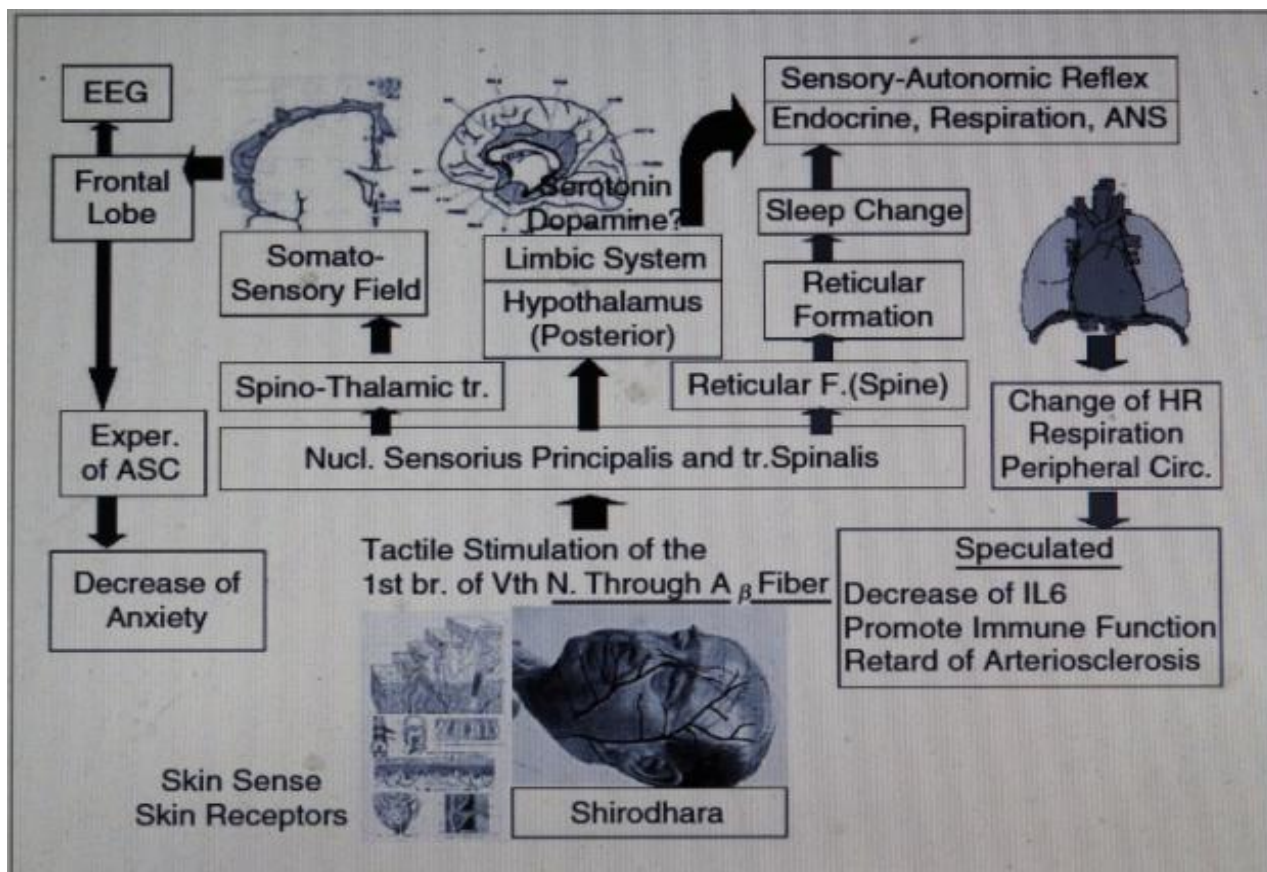 EEG
Frontal
Lobe
Exper.
of ASC
Decrease of
Anxiety
Somato-
Sensory Field
Spino-Thalamic tr.
Serotonin
Dopamine?
Limbic System
Hypothalamus
(Posterior)
Sensory-Autonomic Reflex
Endocrine, Respiration, ANS
Sleep Change
Reticular
Formation
Reticular F.(Spine)
Nucl. Sensorius Principalis and tr.Spinalis
Change of HR
Respiration
Peripheral Circ.
Speculated
Decrease of IL6
Promote Immune Function
Retard of Arteriosclerosis
Tactile Stimulation of the
1st br. of Vth N. Through A β Fiber
Skin Sense
Skin Receptors
Shirodhara